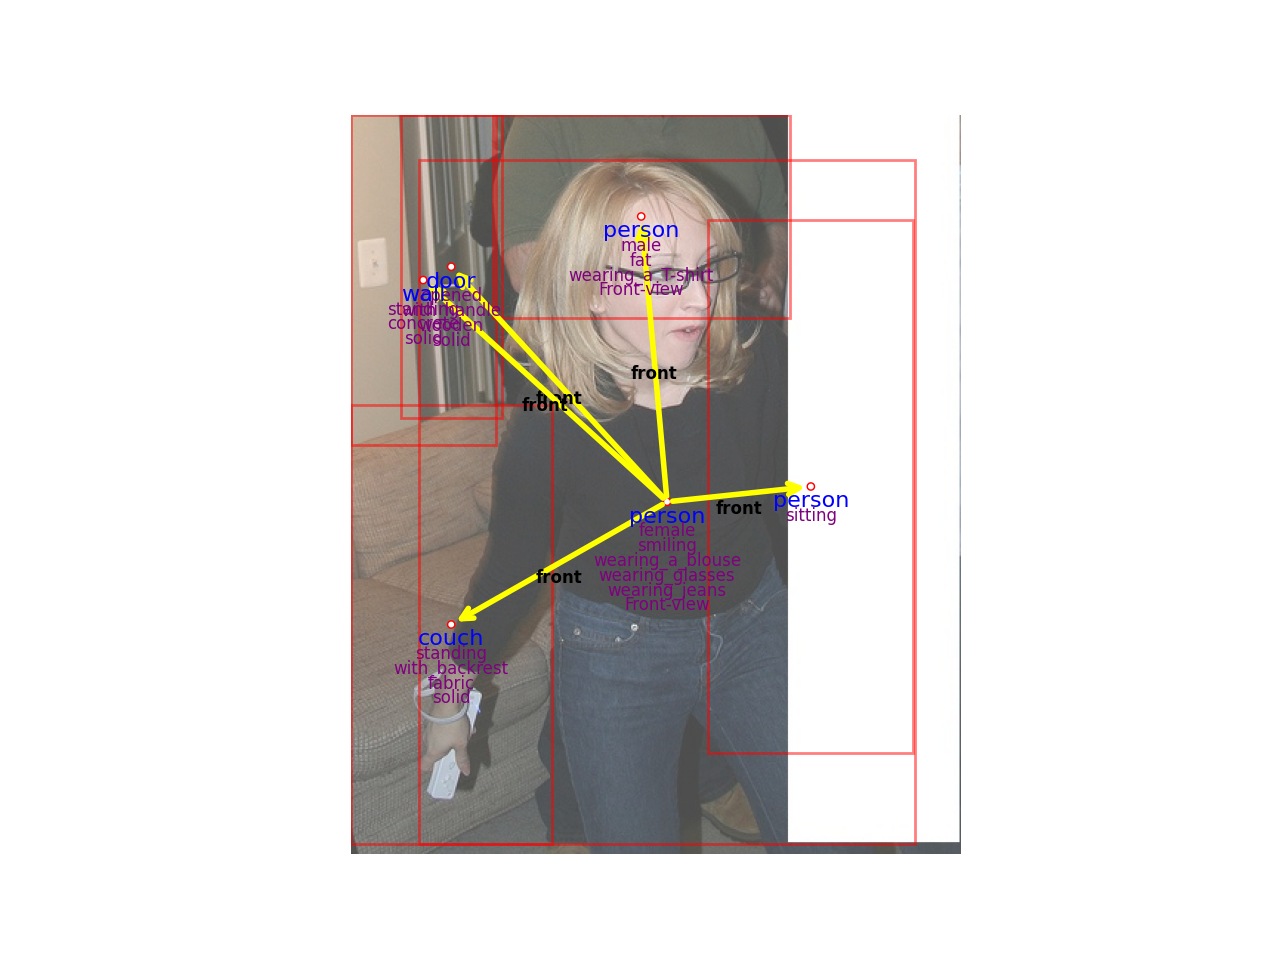 person
male
fat
wearing_a_T-shirt
Front-view
door
opened
with_handle
wooden
solid
wall
standing
concrete
solid
front
front
front
person
sitting
front
person
female
smiling
wearing_a_blouse
wearing_glasses
wearing_jeans
Front-view
front
couch
standing
with_backrest
fabric
solid